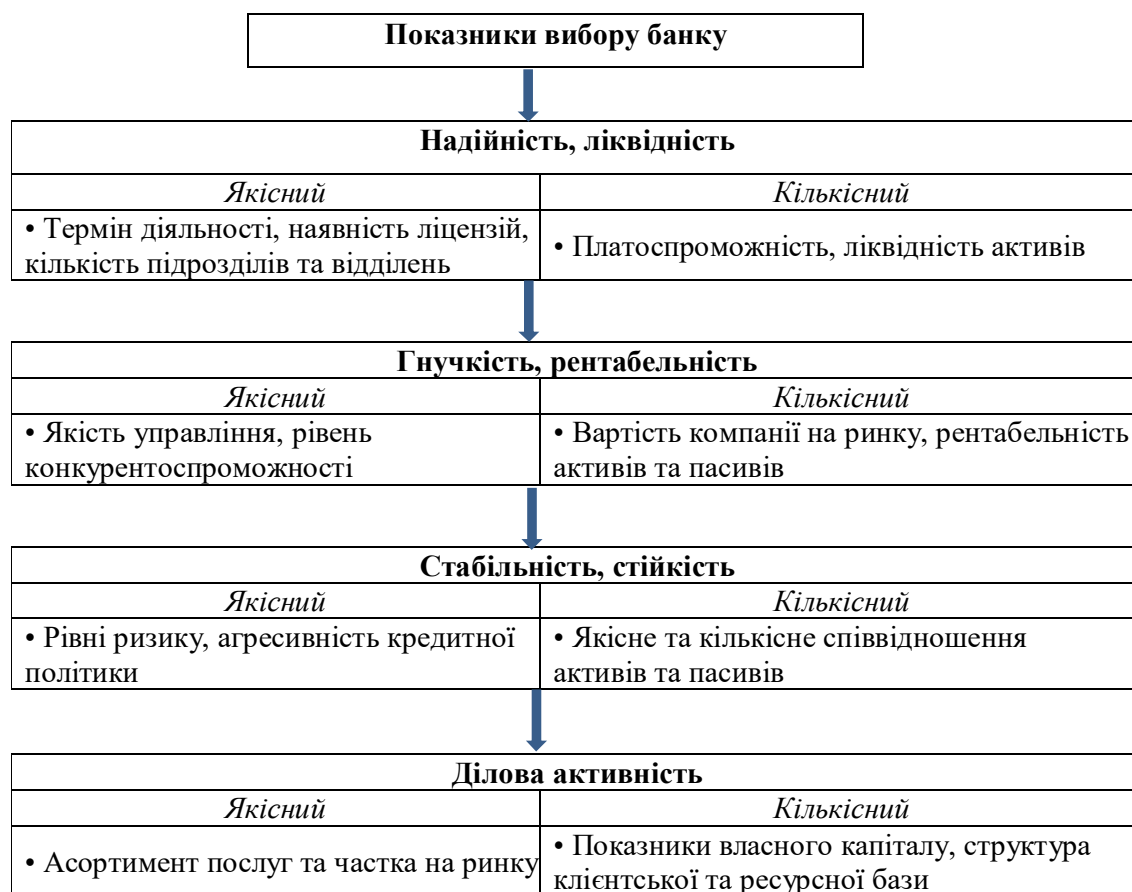 Показники вибору банку
Надійність, ліквідність
Якісний
Кількісний
• Термін діяльності, наявність ліцензій,
кількість підрозділів та відділень
• Платоспроможність, ліквідність активів
Гнучкість, рентабельність
Якісний
Кількісний
• Якість управління, рівень
конкурентоспроможності
• Вартість компанії на ринку, рентабельність
активів та пасивів
Стабільність, стійкість
Якісний
Кількісний
• Рівні ризику, агресивність кредитної
політики
• Якісне та кількісне співвідношення
активів та пасивів
Ділова активність
Якісний
Кількісний
• Асортимент послуг та частка на ринку
• Показники власного капіталу, структура
клієнтської та ресурсної бази